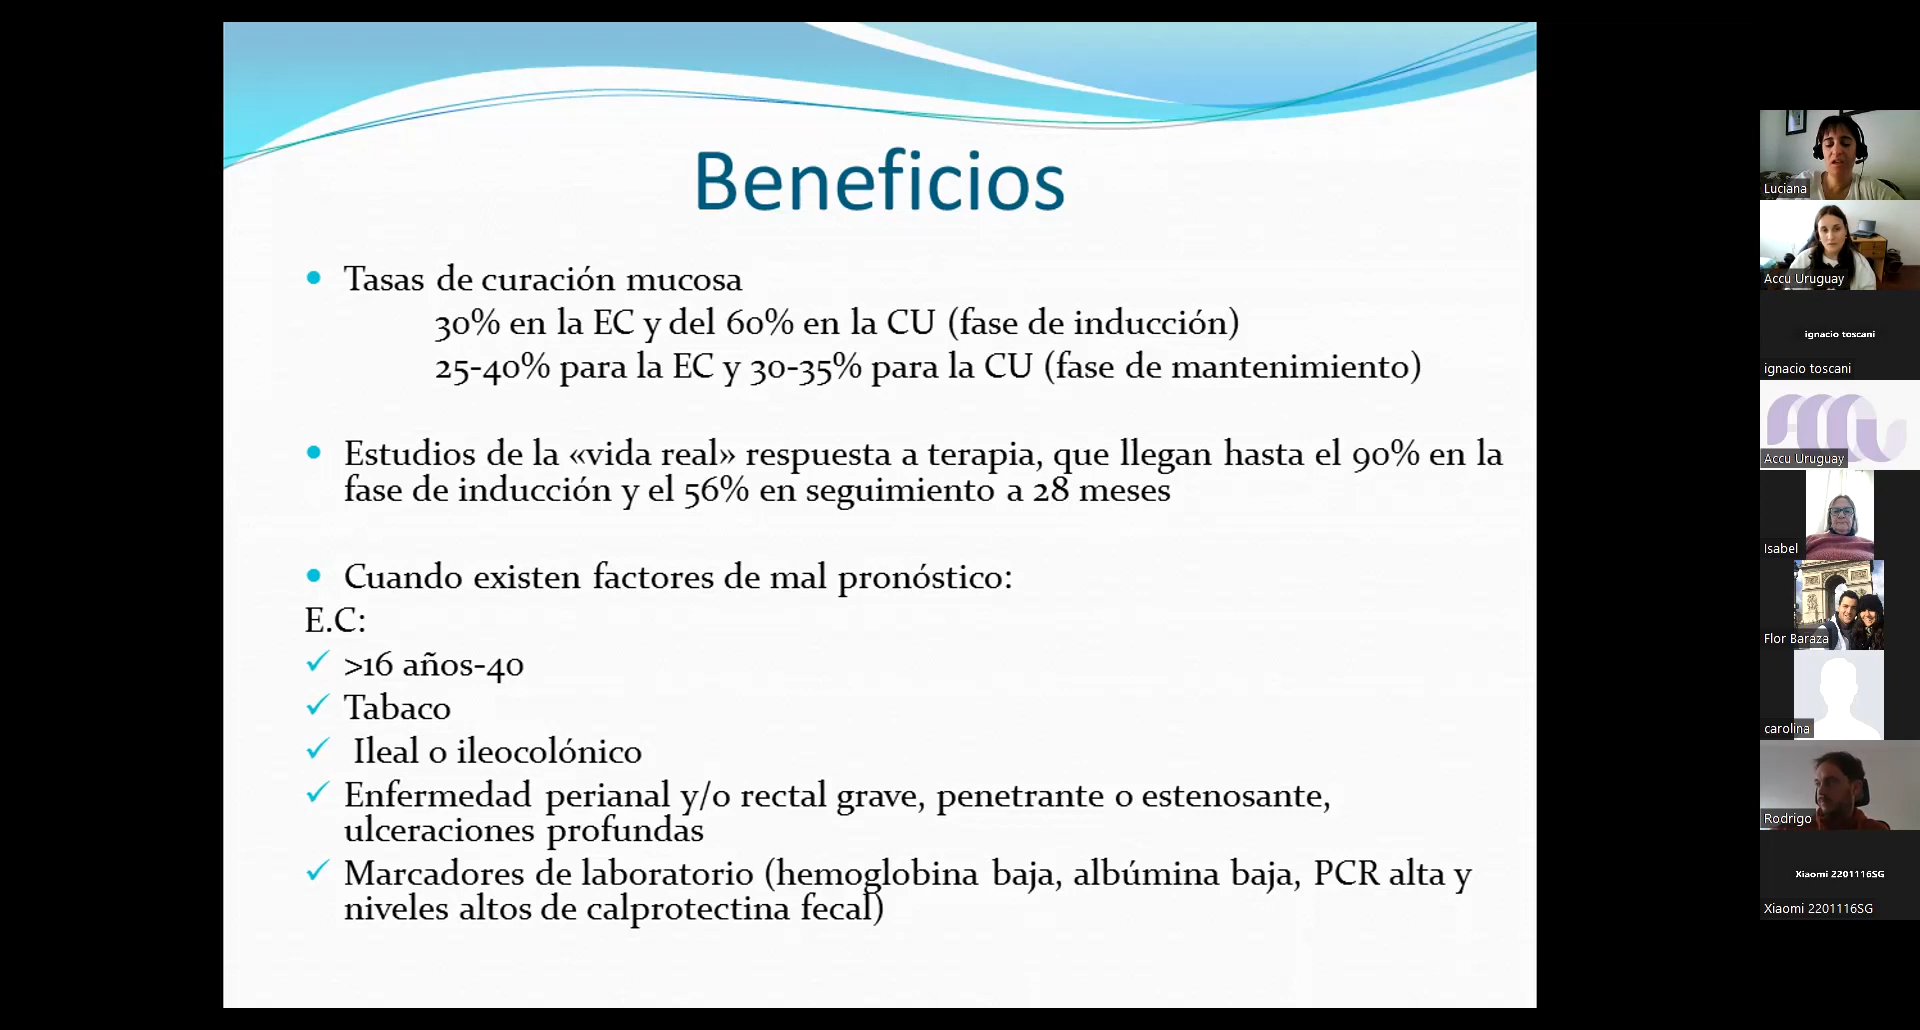 Beneficios
Tasas de curación mucosa
30% en la EC y del 60% en la CU (fase de inducción)
25-40% para la EC y 30-35% para la CU (fase de mantenimiento)
Estudios de la «vida real» respuesta a terapia, que llegan hasta el 90% en la
fase de inducción y el 56% en seguimiento a 28 meses
Cuando existen factores de mal pronóstico:
E.C:
>16 años-40
Tabaco
Ileal o ileocolónico
Enfermedad perianal y/o rectal grave, penetrante o estenosante,
ulceraciones profundas
Marcadores de laboratorio (hemoglobina baja, albúmina baja, PCR alta y
niveles altos de calprotectina fecal)
Luciana
Accu Uruguay
ignacio toscani
ignacio toscani
Accu Uruguay
Isabel
Flor Baraza
carolina
Rodrigo
Xiaomi 2201116SG
Xiaomi 2201116SG